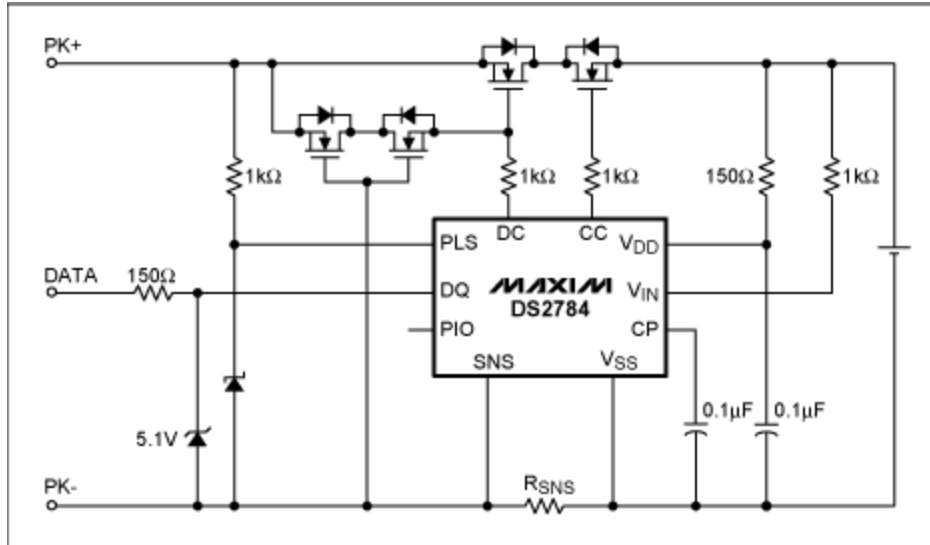 PK+
1kΩ
1kΩ
1kΩ
150Ω
1kΩ
DC
CC
PLS
VDD
DATA
150Ω
DQ
MAXIM
VIN
DS2784
PIO
CP
SNS
VSS
0.1µF
0.1µF
5.1V
PK-
RSNS